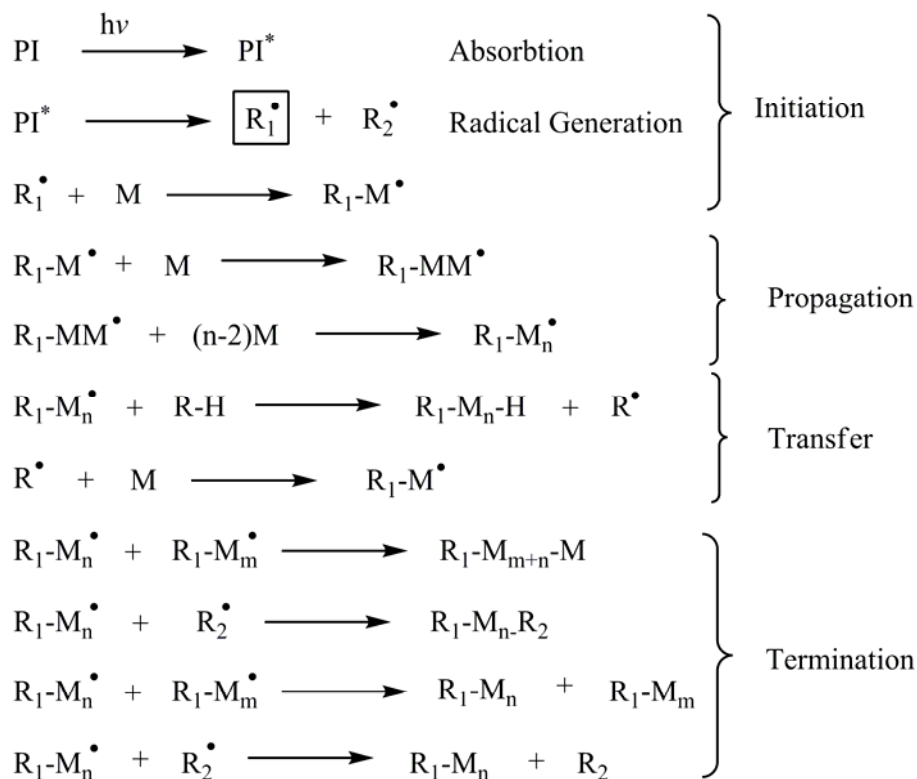 PI hν PI* Absorbtion
PI* R₁• + R₂• Radical Generation
Initiation
R₁• + M R₁-M•
R₁-M• + M R₁-MM•
Propagation
R₁-MM• + (n-2)M R₁-Mₙ•
R₁-Mₙ• + R-H R₁-Mₙ-H + R•
Transfer
R• + M R₁-M•
R₁-Mₙ• + R₁-Mₘ• R₁-Mₘ₊ₙ-M
R₁-Mₙ• + R₂• R₁-Mₙ-R₂
Termination
R₁-Mₙ• + R₁-Mₘ• R₁-Mₙ + R₁-Mₘ
R₁-Mₙ• + R₂• R₁-Mₙ + R₂